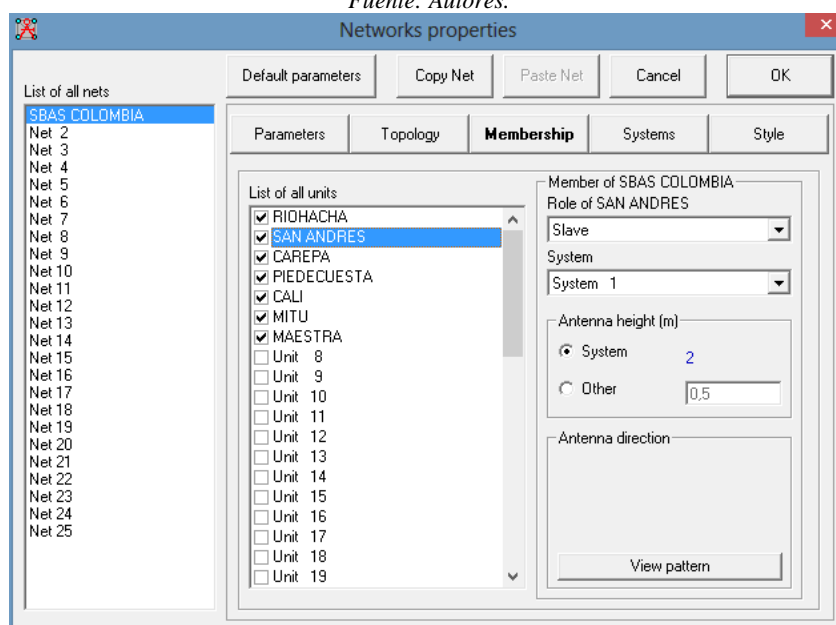 Fuente: Autores.
Networks properties
List of all nets
Default parameters
Copy Net
Paste Net
Cancel
OK
SBAS COLOMBIA
Net 2
Net 3
Net 4
Net 5
Net 6
Net 7
Net 8
Net 9
Net 10
Net 11
Net 12
Net 13
Net 14
Net 15
Net 16
Net 17
Net 18
Net 19
Net 20
Net 21
Net 22
Net 23
Net 24
Net 25
Parameters
Topology
Membership
Systems
Style
List of all units
RIOHACHA
SAN ANDRES
CAREPA
PIEDECUESTA
CALI
MITU
MAESTRA
Unit 8
Unit 9
Unit 10
Unit 11
Unit 12
Unit 13
Unit 14
Unit 15
Unit 16
Unit 17
Unit 18
Unit 19
Member of SBAS COLOMBIA
Role of SAN ANDRES
Slave
System
System 1
Antenna height (m)
System 2
Other 0,5
Antenna direction
View pattern